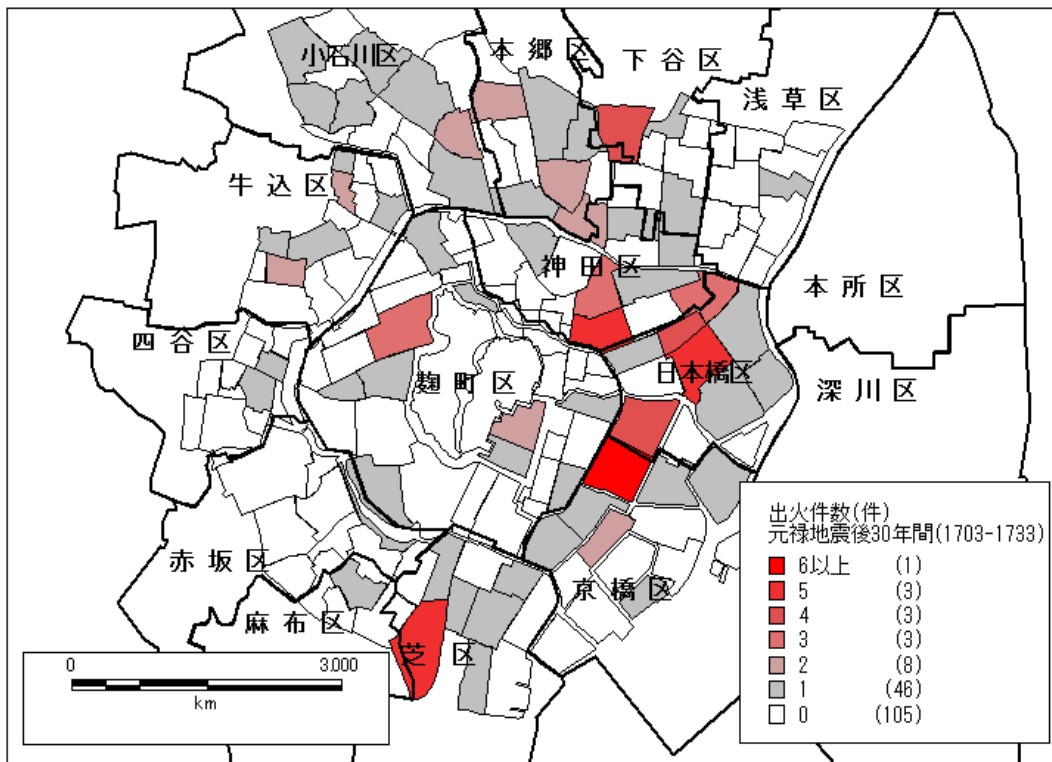 小石川区
本郷区
下谷区
浅草区
牛込区
神田区
本所区
四谷区
麹町区
日本橋区
深川区
赤坂区
麻布区
芝区
京橋区
0 3.000
km
出火件数(件)
元禄地震後30年間(1703-1733)
6以上 (1)
5 (3)
4 (3)
3 (3)
2 (8)
1 (46)
0 (105)